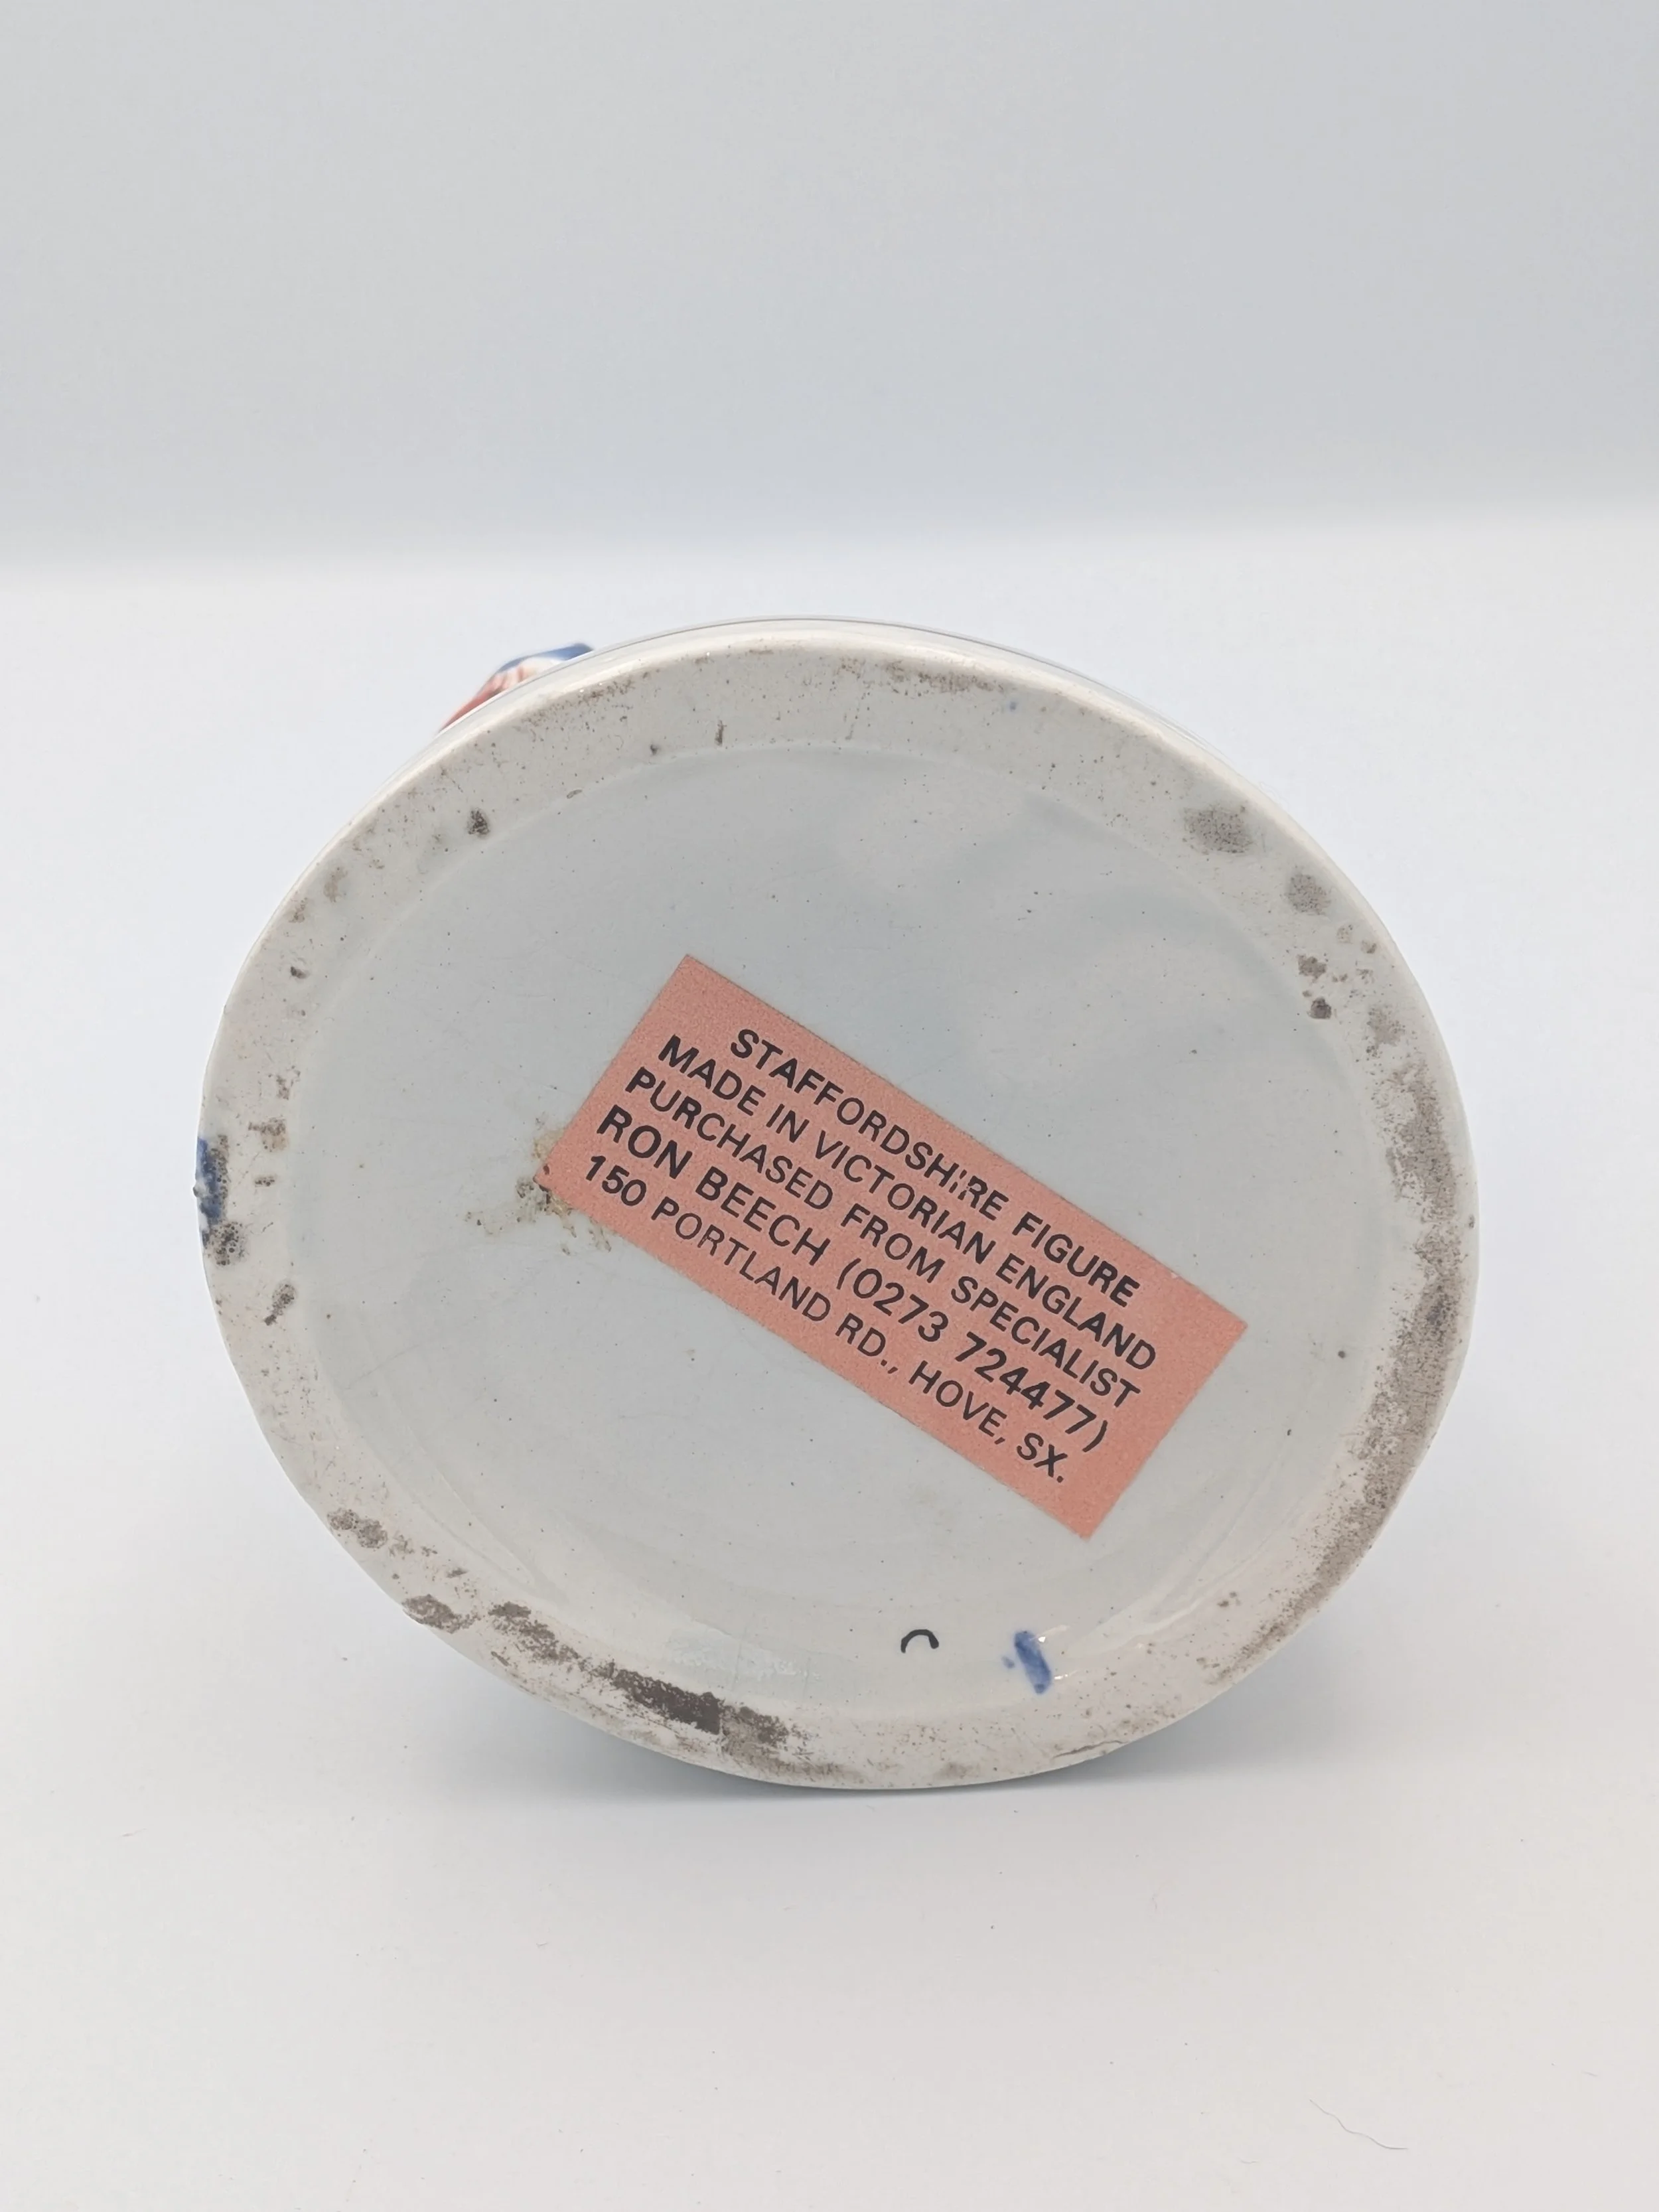 STAFFORDSHIRE FIGURE
MADE IN VICTORIAN ENGLAND
PURCHASED FROM SPECIALIST
RON BEECH (0273 724477)
150 PORTLAND RD., HOVE, SX.